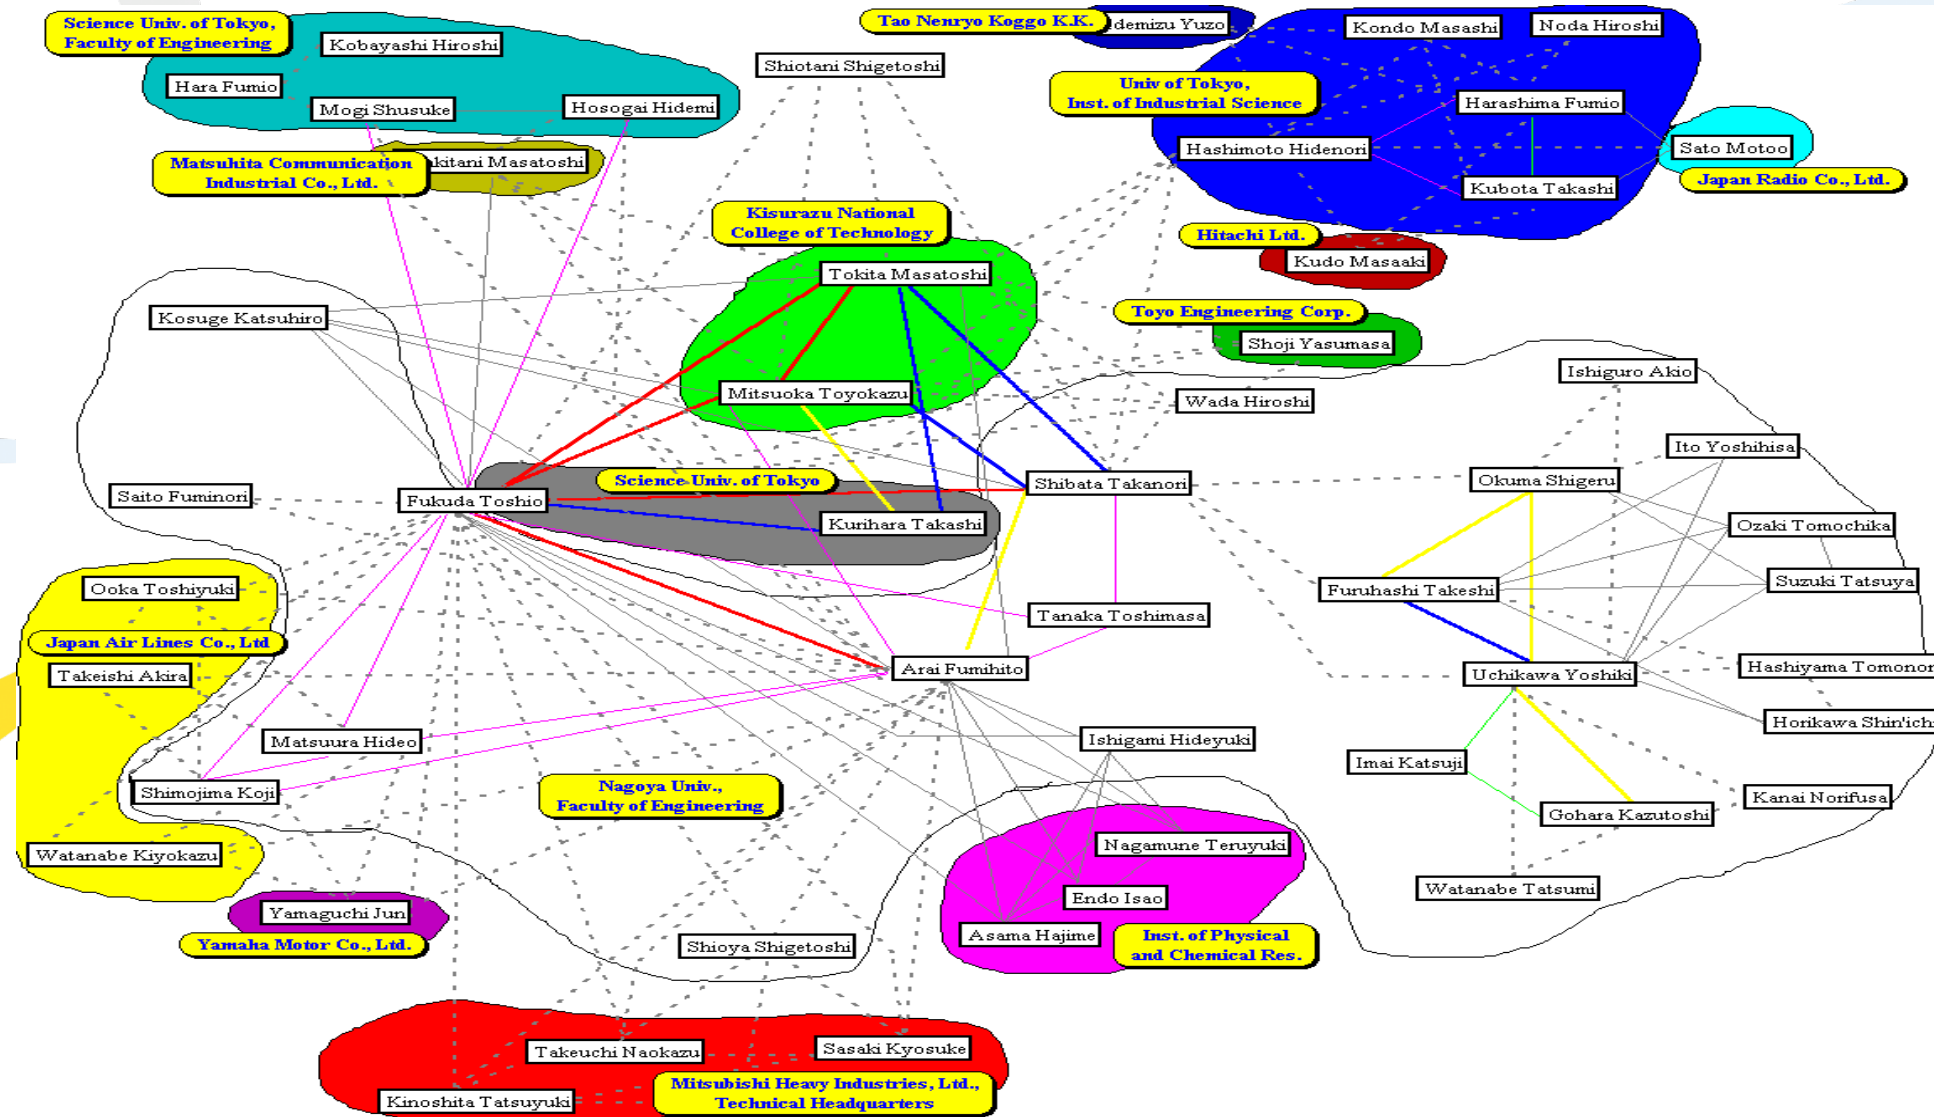 Science Univ. of Tokyo,
Faculty of Engineering
Kobayashi Hiroshi
Hara Fumio
Mogi Shusuke
Hosogai Hidemi
Shiotani Shigetoshi
Tao Nenryo Koggo K.K.
demizu Yuzo
Kondo Masashi
Noda Hiroshi
Univ of Tokyo,
Inst. of Industrial Science
Harashima Fumio
Hashimoto Hidenori
Sato Motoo
Kubota Takashi
Japan Radio Co., Ltd.
Matsuhita Communication
Industrial Co., Ltd.
kitani Masatoshi
Kisurazu National
College of Technology
Hitachi Ltd.
Kudo Masaaki
Tokita Masatoshi
Kosuge Katsuhiro
Toyo Engineering Corp.
Shoji Yasumasa
Ishiguro Akio
Mitsuoka Toyokazu
Wada Hiroshi
Ito Yoshihisa
Science Univ. of Tokyo
Shibata Takanori
Okuma Shigeru
Saito Fuminori
Fukuda Toshio
Kurihara Takashi
Ozaki Tomochika
Ooka Toshiyuki
Furuhashi Takeshi
Suzuki Tatsuya
Tanaka Toshimasa
Japan Air Lines Co., Ltd
Takeishi Akira
Arai Fumihito
Uchikawa Yoshiki
Hashiyama Tomonor
Matsuura Hideo
Ishigami Hideyuki
Horikawa Shin'ich
Imai Katsuji
Shimojima Koji
Nagoya Univ.,
Faculty of Engineering
Kanai Norifusa
Gohara Kazutoshi
Watanabe Kiyokazu
Nagamune Teruyuki
Watanabe Tatsumi
Endo Isao
Yamaguchi Jun
Asama Hajime
Yamaha Motor Co., Ltd.
Shioya Shigetoshi
Inst. of Physical
and Chemical Res.
Takeuchi Naokazu
Sasaki Kyosuke
Mitsubishi Heavy Industries, Ltd.,
Technical Headquarters
Kinoshita Tatsuyuki